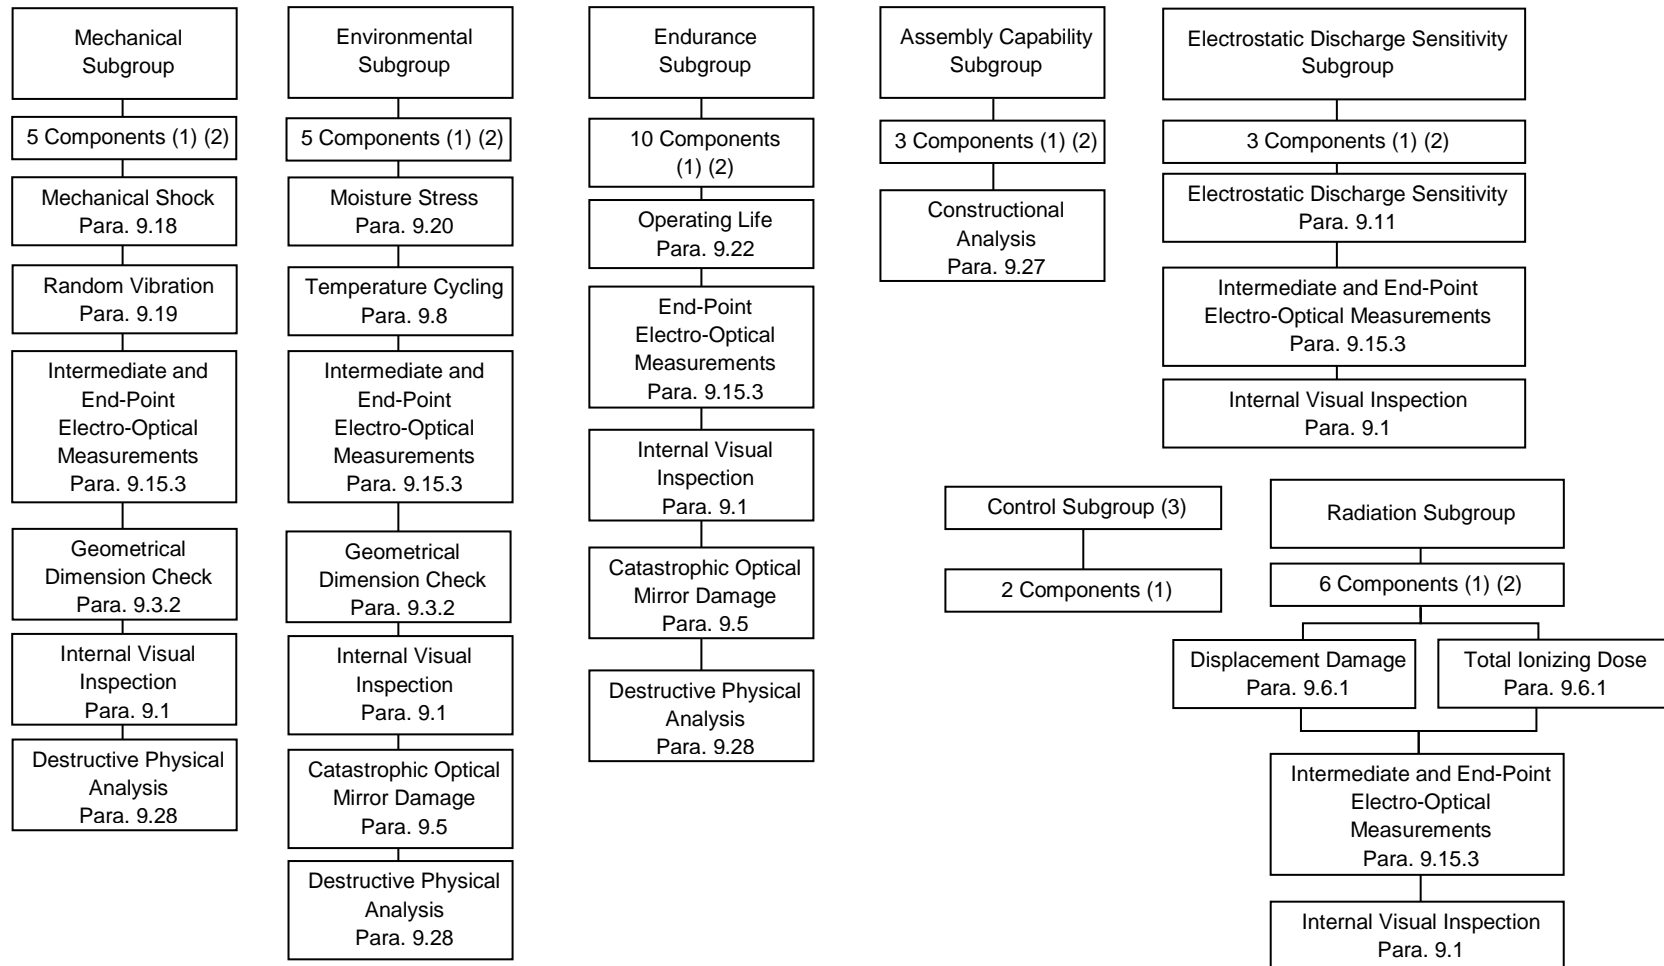 Mechanical
Subgroup
5 Components (1) (2)
Mechanical Shock
Para. 9.18
Random Vibration
Para. 9.19
Intermediate and
End-Point
Electro-Optical
Measurements
Para. 9.15.3
Geometrical
Dimension Check
Para. 9.3.2
Internal Visual
Inspection
Para. 9.1
Destructive Physical
Analysis
Para. 9.28
Environmental
Subgroup
5 Components (1) (2)
Moisture Stress
Para. 9.20
Temperature Cycling
Para. 9.8
Intermediate and
End-Point
Electro-Optical
Measurements
Para. 9.15.3
Geometrical
Dimension Check
Para. 9.3.2
Internal Visual
Inspection
Para. 9.1
Catastrophic Optical
Mirror Damage
Para. 9.5
Destructive Physical
Analysis
Para. 9.28
Endurance
Subgroup
10 Components
(1) (2)
Operating Life
Para. 9.22
End-Point
Electro-Optical
Measurements
Para. 9.15.3
Internal Visual
Inspection
Para. 9.1
Catastrophic Optical
Mirror Damage
Para. 9.5
Destructive Physical
Analysis
Para. 9.28
Assembly Capability
Subgroup
3 Components (1) (2)
Constructional
Analysis
Para. 9.27
Electrostatic Discharge Sensitivity
Subgroup
3 Components (1) (2)
Electrostatic Discharge Sensitivity
Para. 9.11
Intermediate and End-Point
Electro-Optical Measurements
Para. 9.15.3
Internal Visual Inspection
Para. 9.1
Control Subgroup (3)
2 Components (1)
Radiation Subgroup
6 Components (1) (2)
Displacement Damage
Para. 9.6.1
Total Ionizing Dose
Para. 9.6.1
Intermediate and End-Point
Electro-Optical
Measurements
Para. 9.15.3
Internal Visual Inspection
Para. 9.1